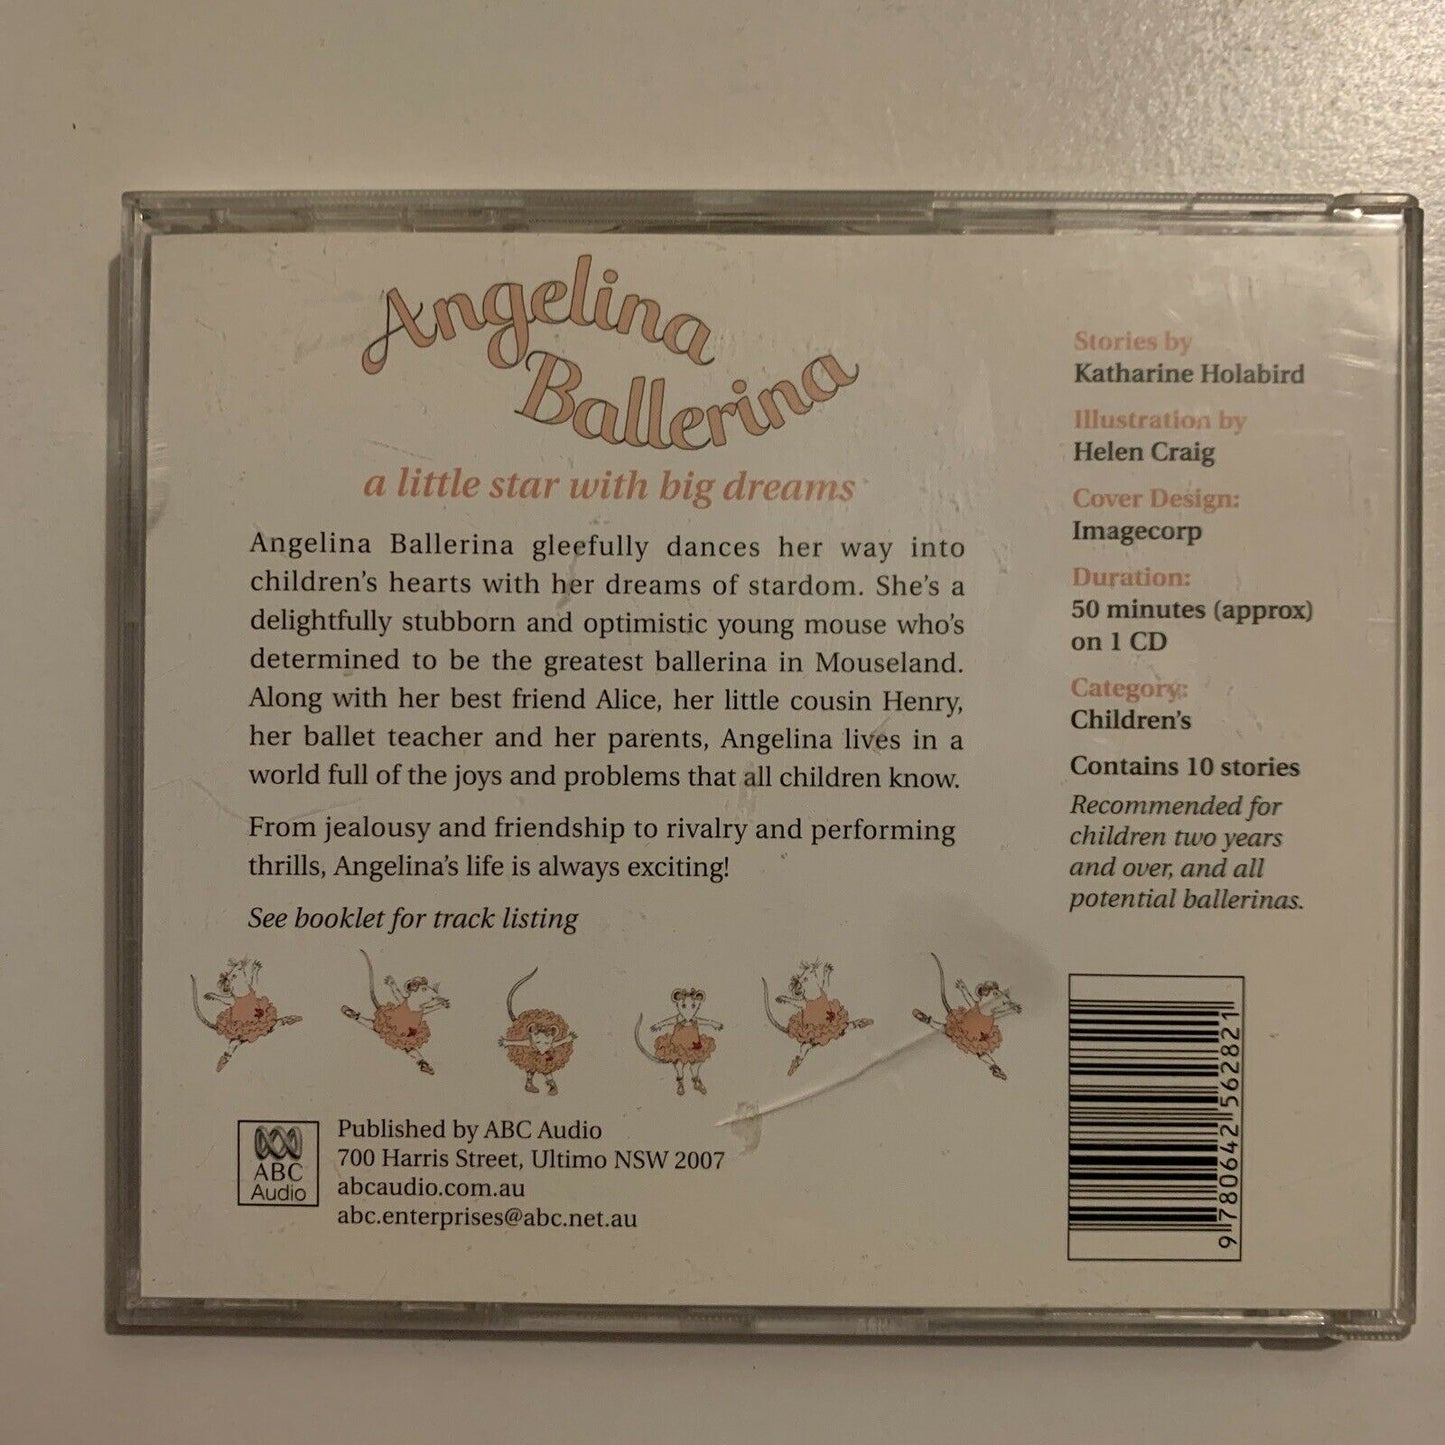 Angelina
Ballerina
a little star with big dreams
Angelina Ballerina gleefully dances her way into
children's hearts with her dreams of stardom. She's a
delightfully stubborn and optimistic young mouse who's
determined to be the greatest ballerina in Mouseland.
Along with her best friend Alice, her little cousin Henry,
her ballet teacher and her parents, Angelina lives in a
world full of the joys and problems that all children know.
From jealousy and friendship to rivalry and performing
thrills, Angelina's life is always exciting!
See booklet for track listing
ABC
Audio
Published by ABC Audio
700 Harris Street, Ultimo NSW 2007
abcaudio.com.au
abc.enterprises@abc.net.au
Stories by
Katharine Holabird
Illustration by
Helen Craig
Cover Design:
Imagecorp
Duration:
50 minutes (approx)
on 1 CD
Category:
Children's
Contains 10 stories
Recommended for
children two years
and over, and all
potential ballerinas.
9 780642 562821